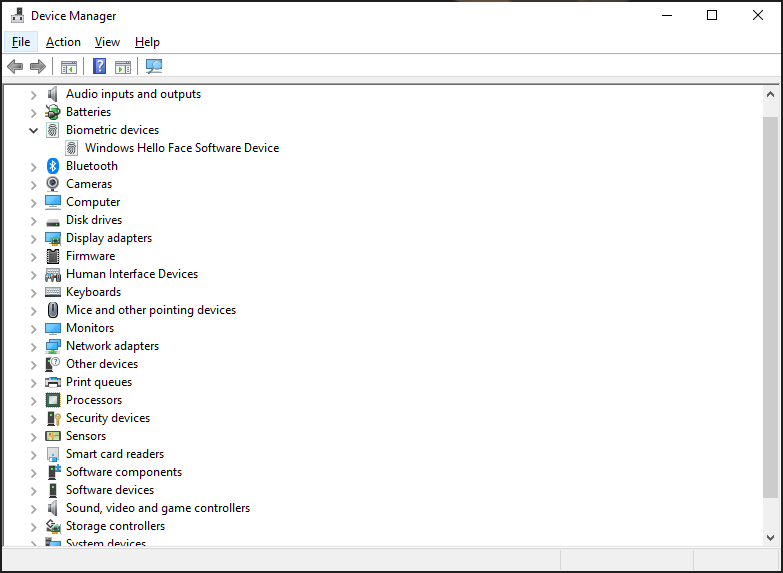 Device Manager
File Action View Help
Audio inputs and outputs
Batteries
Biometric devices
Windows Hello Face Software Device
Bluetooth
Cameras
Computer
Disk drives
Display adapters
Firmware
Human Interface Devices
Keyboards
Mice and other pointing devices
Monitors
Network adapters
Other devices
Print queues
Processors
Security devices
Sensors
Smart card readers
Software components
Software devices
Sound, video and game controllers
Storage controllers
System devices